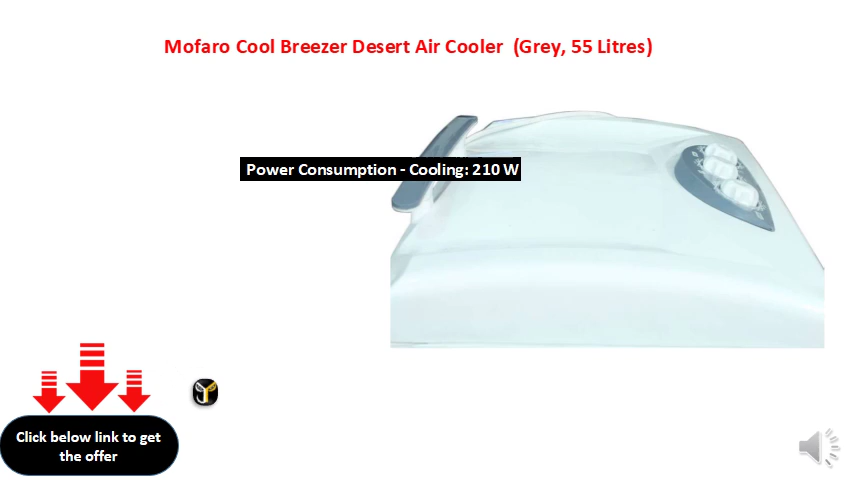 Mofaro Cool Breezer Desert Air Cooler (Grey, 55 Litres)
Power Consumption - Cooling: 210 W
Click below link to get
the offer